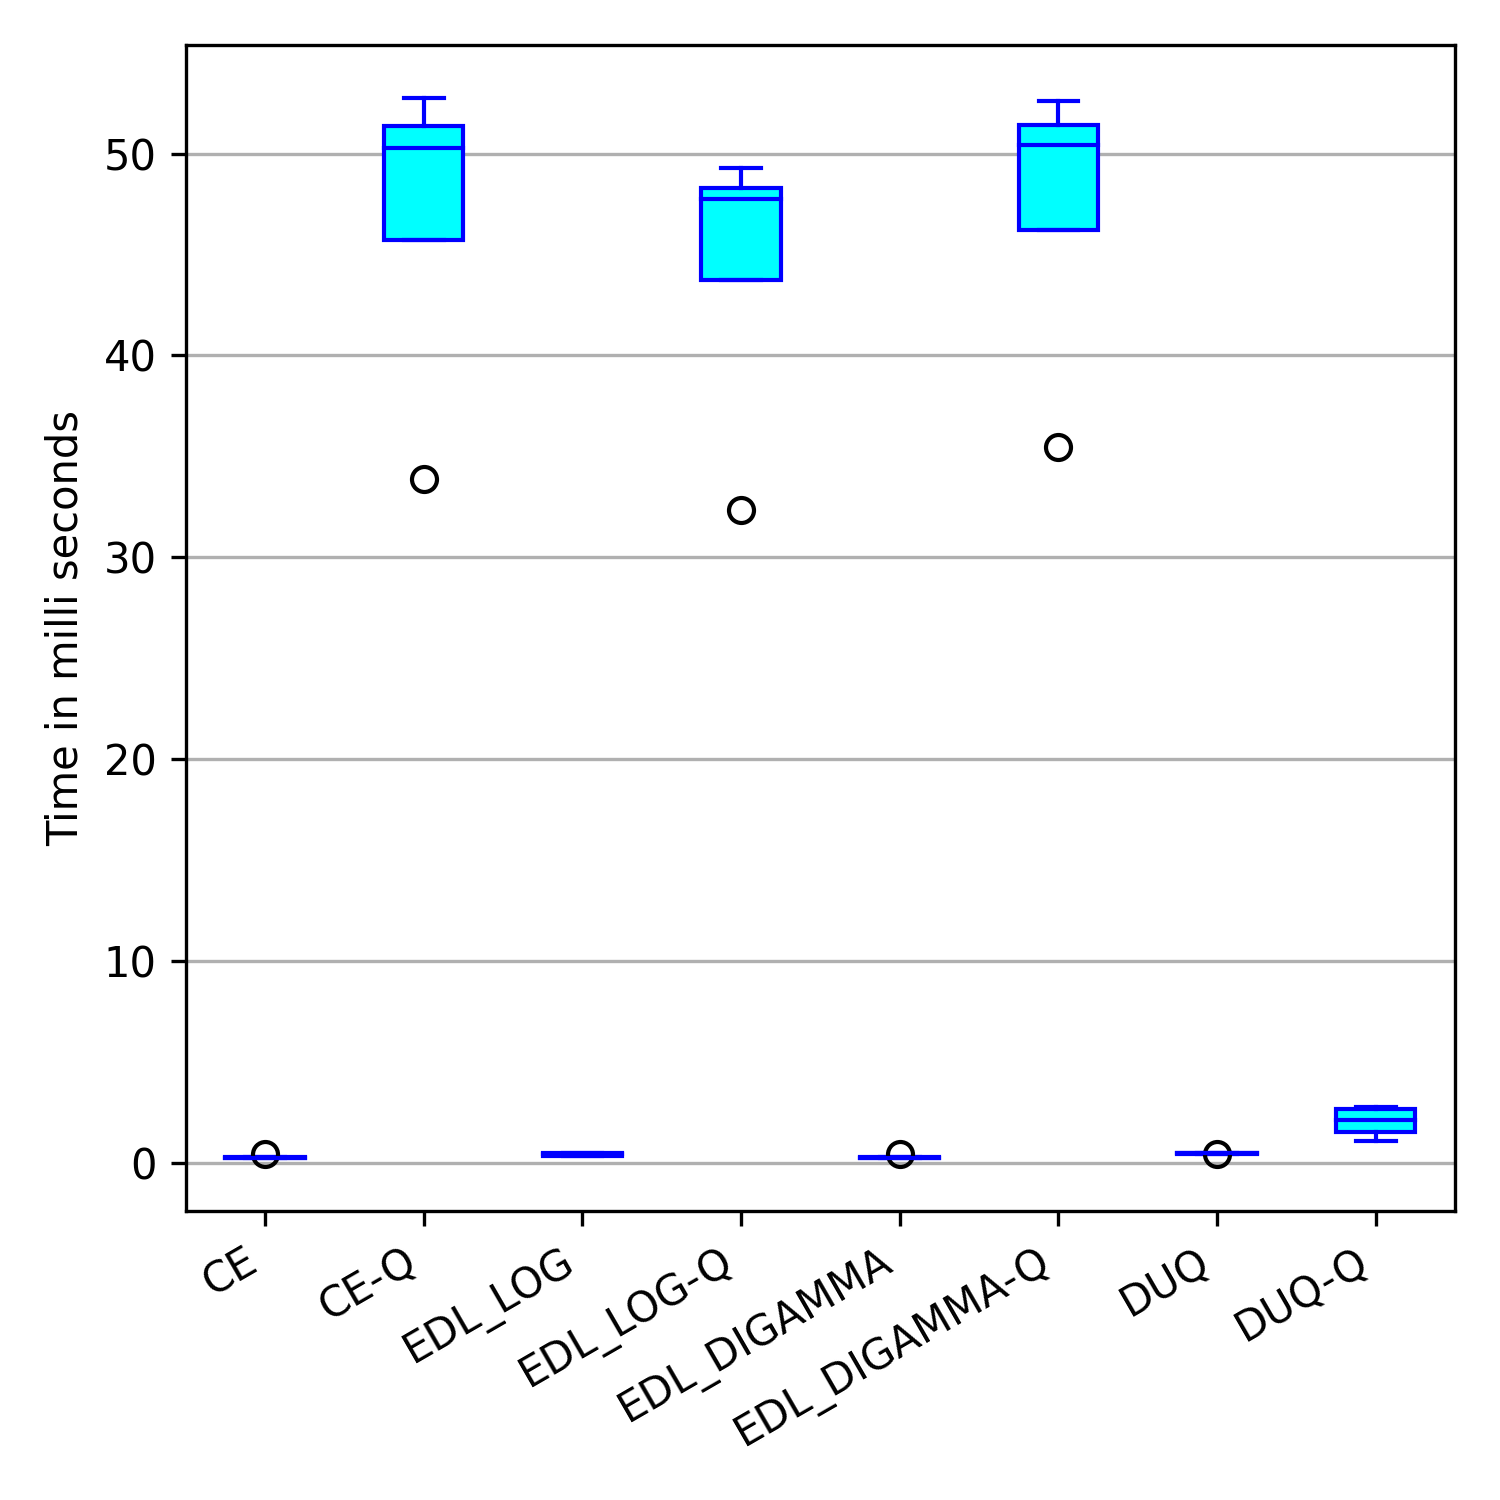 Time in milli seconds
50
40
30
20
10
0
CE
CE-Q
EDL_LOG
EDL_LOG-Q
EDL_DIGAMMA
EDL_DIGAMMA-Q
DUQ
DUQ-Q